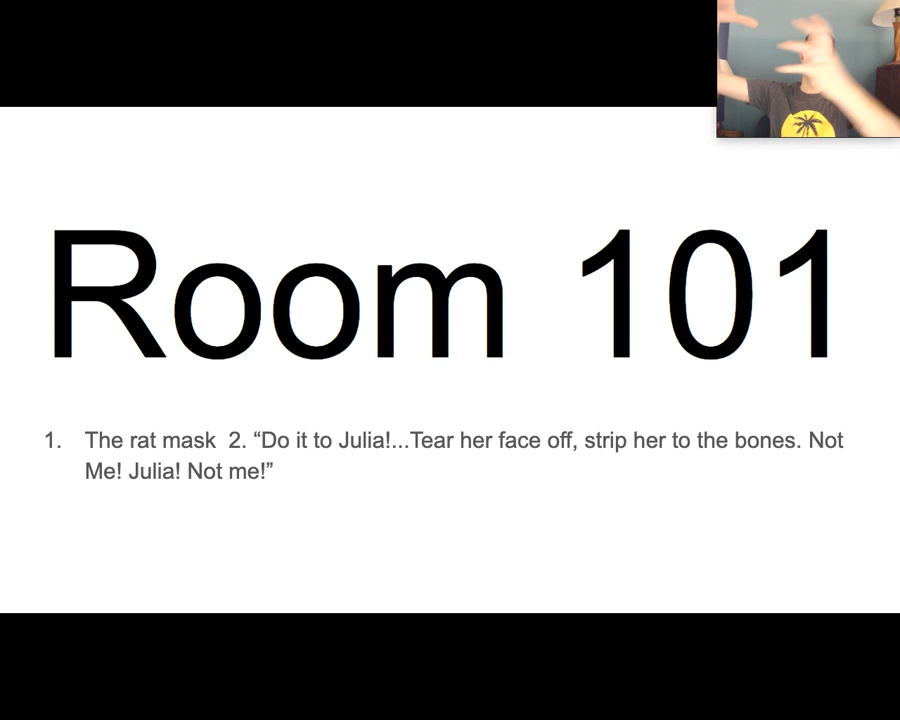 Room 101
1. The rat mask  2. “Do it to Julia!...Tear her face off, strip her to the bones. Not
Me! Julia! Not me!”